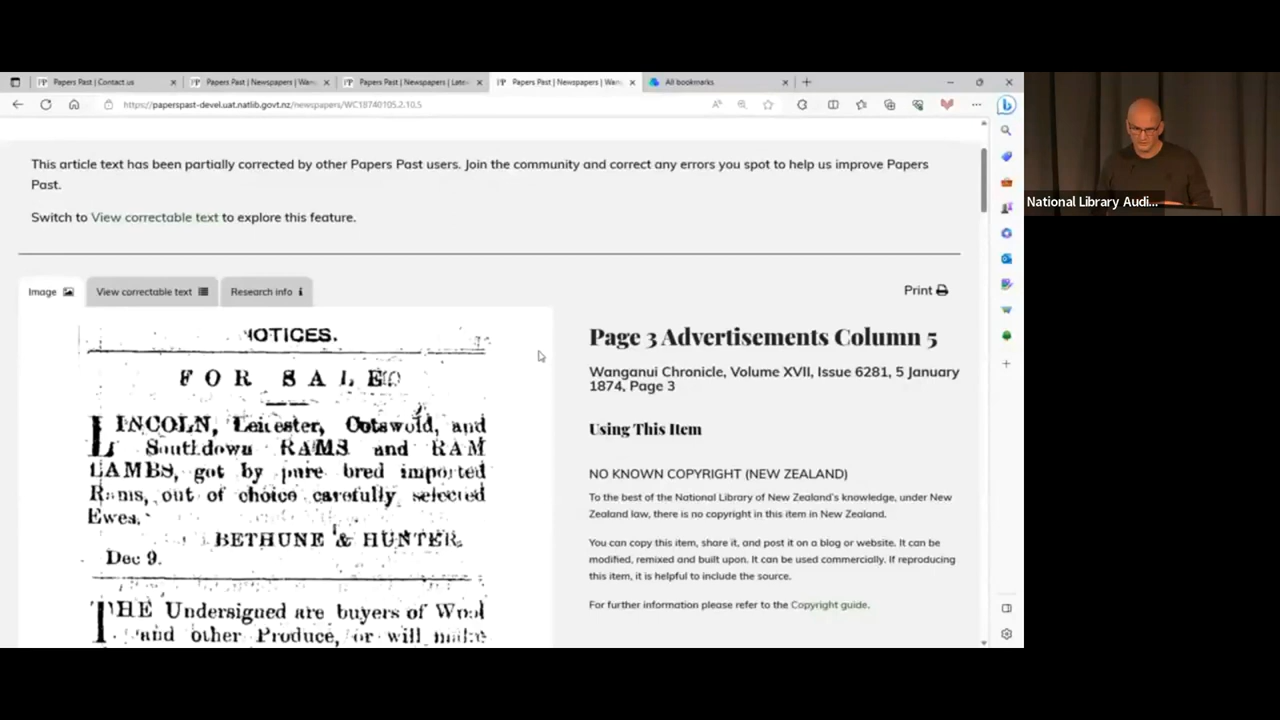 Papers Past | Contact us
Papers Past | Newspapers | Wan
Papers Past | Newspapers | Late
Papers Past | Newspapers | Wan
All bookmarks
https://paperspast-devel.uat.natlib.govt.nz/newspapers/WC18740105.2.10.5
This article text has been partially corrected by other Papers Past users. Join the community and correct any errors you spot to help us improve Papers
Past.
Switch to View correctable text to explore this feature.
Image
View correctable text
Research info
Print
NOTICES.
FOR SALE
LINCOLN, Leicester, Cotswold, and
Southdown RAMS and RAM
LAMBS, got by pure bred imported
Rams, out of choice carefully selected
Ewes.
BETHUNE & HUNTER.
Dec 9.
THE Undersigned are buyers of Wool
and other Produce, or will make
Page 3 Advertisements Column 5
Wanganui Chronicle, Volume XVII, Issue 6281, 5 January
1874, Page 3
Using This Item
NO KNOWN COPYRIGHT (NEW ZEALAND)
To the best of the National Library of New Zealand's knowledge, under New
Zealand law, there is no copyright in this item in New Zealand.
You can copy this item, share it, and post it on a blog or website. It can be
modified, remixed and built upon. It can be used commercially. If reproducing
this item, it is helpful to include the source.
For further information please refer to the Copyright guide.
National Library Audi...